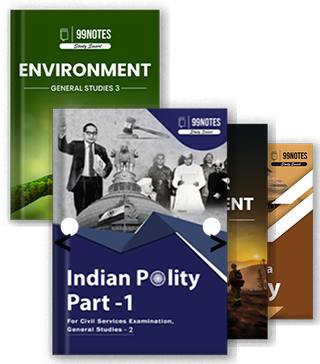 99NOTES
Study Smart
ENVIRONMENT
GENERAL STUDIES 3
99NOTES
Study Smart
Indian Polity
Part -1
For Civil Services Examination,
General Studies - 2
ENT
99NOTES
Study Smart
a
y